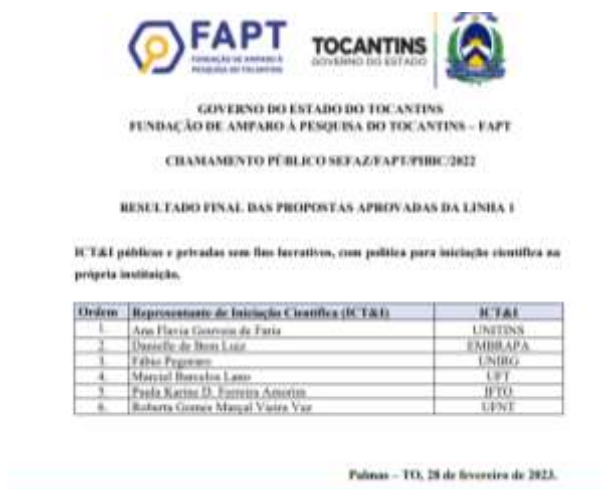 FAPT
FUNDAÇÃO DE AMPARO À
PESQUISA DO TOCANTINS
TOCANTINS
GOVERNO DO ESTADO
GOVERNO DO ESTADO DO TOCANTINS
FUNDAÇÃO DE AMPARO À PESQUISA DO TOCANTINS – FAPT
CHAMAMENTO PÚBLICO SEFAZ/FAPT/PIBIC/2022
RESULTADO FINAL DAS PROPOSTAS APROVADAS DA LINHA 1
ICT&I públicas e privadas sem fins lucrativos, com política para iniciação científica na
própria instituição.
Ordem Representante de Iniciação Científica (ICT&I) ICT&I
1. Ana Flavia Gouveia de Faria UNITINS
2. Danielle de Bem Luiz EMBRAPA
3. Fábio Pegoraro UNIRG
4. Marcial Barcelos Lano UFT
5. Paula Karine D. Ferreira Amorim IFTO
6. Roberta Gomes Marçal Vieira Vaz UFNT
Palmas – TO, 28 de fevereiro de 2023.